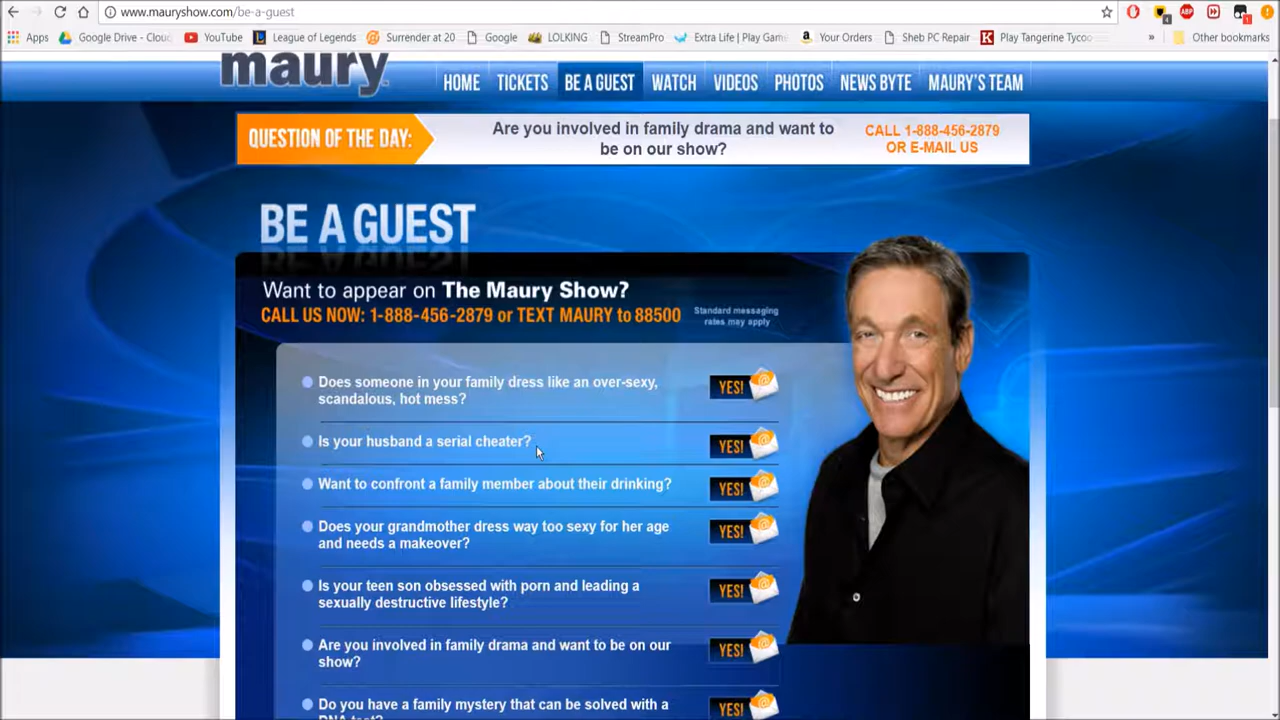 www.mauryshow.com/be-a-guest
Apps Google Drive - Clou YouTube League of Legends Surrender at 20 Google LOLKING StreamPro Extra Life | Play Game Your Orders Sheb PC Repair Play Tangerine Tycoo » Other bookmarks
maury
HOME TICKETS BE A GUEST WATCH VIDEOS PHOTOS NEWS BYTE MAURY'S TEAM
QUESTION OF THE DAY:
Are you involved in family drama and want to
be on our show?
CALL 1-888-456-2879
OR E-MAIL US
BE A GUEST
Want to appear on The Maury Show?
CALL US NOW: 1-888-456-2879 or TEXT MAURY to 88500
Standard messaging
rates may apply
Does someone in your family dress like an over-sexy,
scandalous, hot mess?
YES!
Is your husband a serial cheater?
YES!
Want to confront a family member about their drinking?
YES!
Does your grandmother dress way too sexy for her age
and needs a makeover?
YES!
Is your teen son obsessed with porn and leading a
sexually destructive lifestyle?
YES!
Are you involved in family drama and want to be on our
show?
YES!
Do you have a family mystery that can be solved with a
DNA test?
YES!